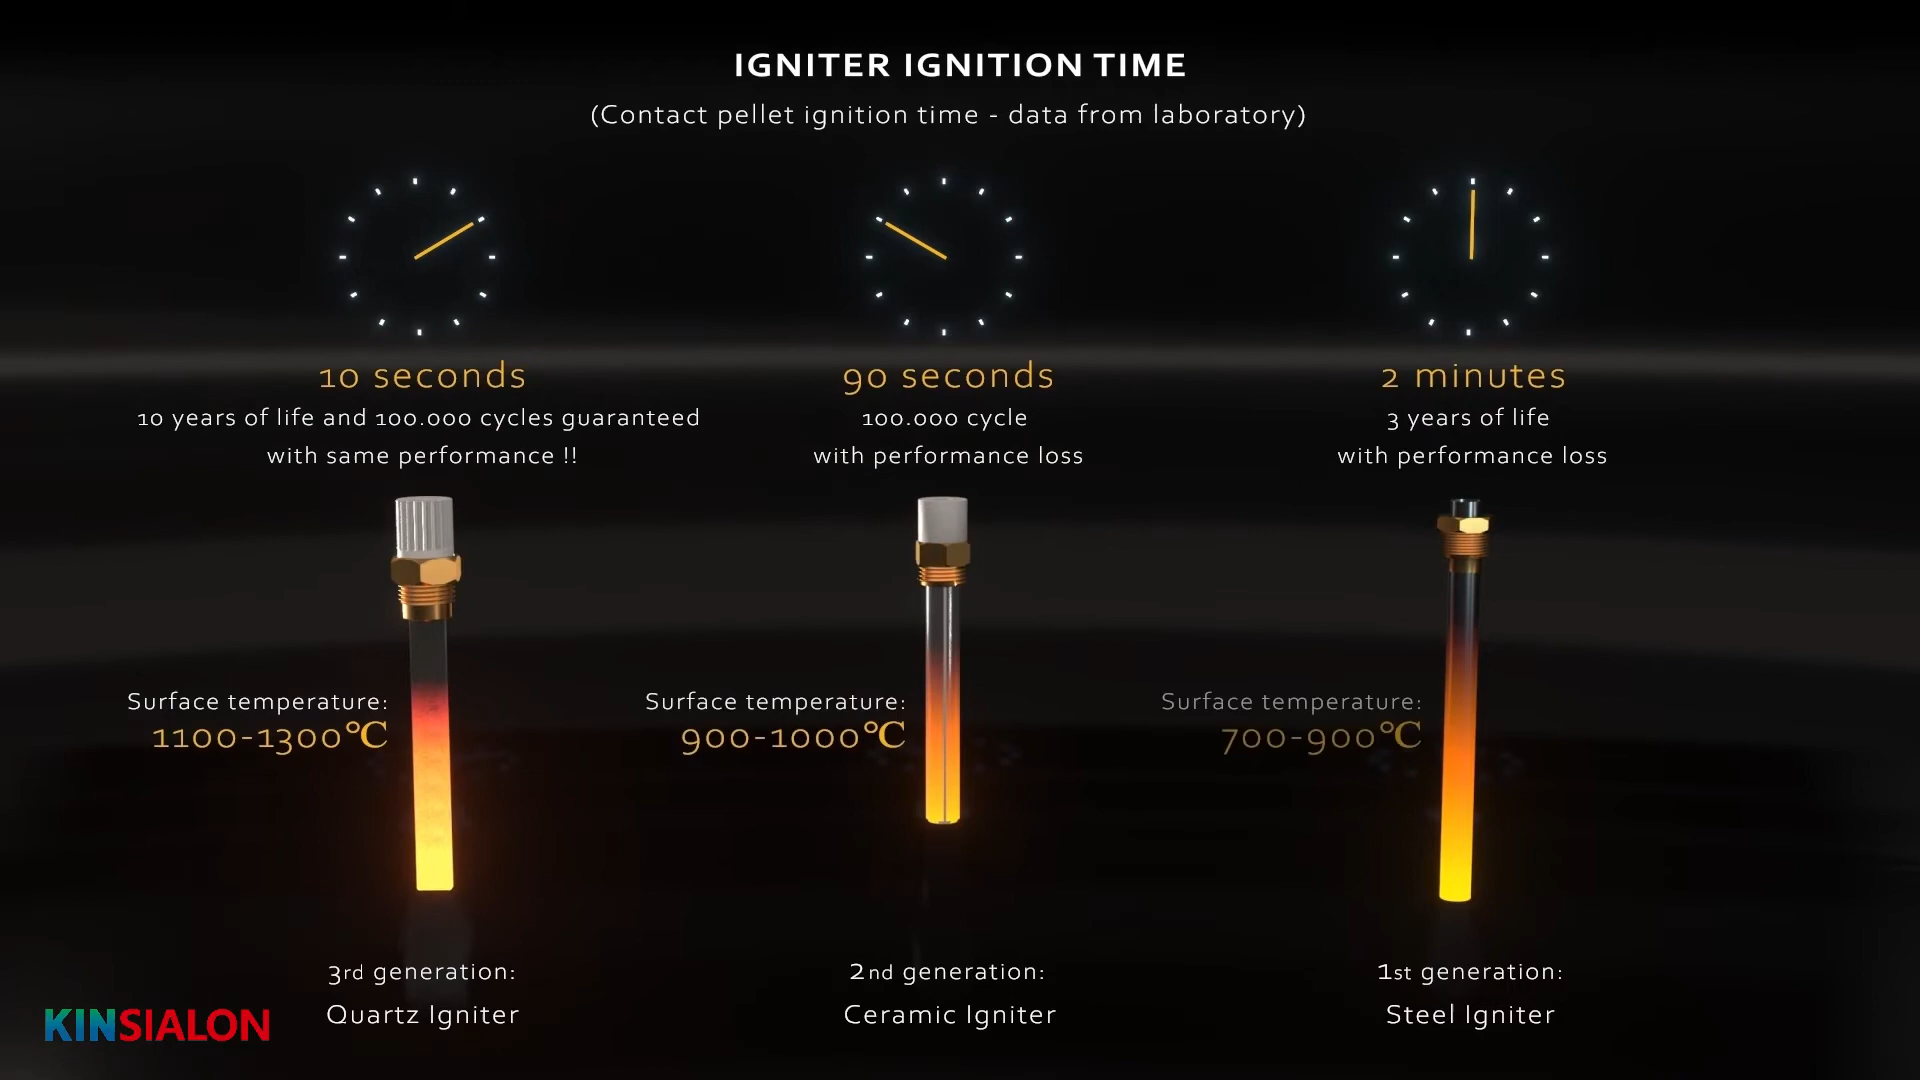 IGNITER IGNITION TIME
(Contact pellet ignition time - data from laboratory)
10 seconds
10 years of life and 100.000 cycles guaranteed
with same performance !!
90 seconds
100.000 cycle
with performance loss
2 minutes
3 years of life
with performance loss
Surface temperature:
1100-1300℃
Surface temperature:
900-1000℃
Surface temperature:
700-900℃
3rd generation:
Quartz Igniter
2nd generation:
Ceramic Igniter
1st generation:
Steel Igniter
KINSIALON